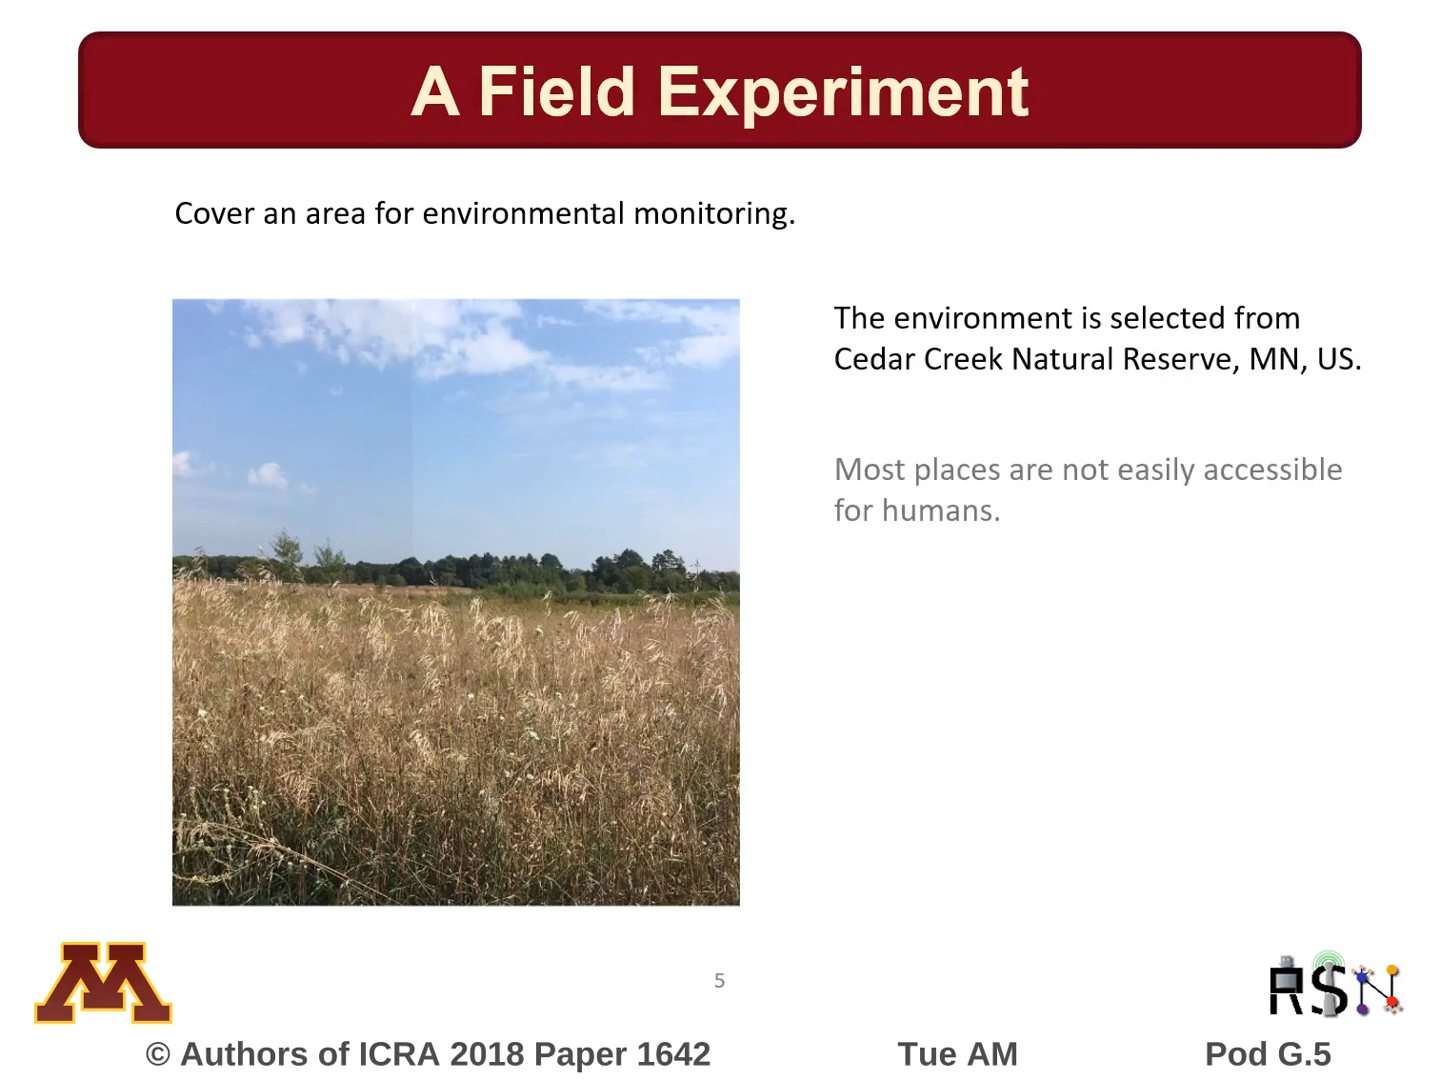 A Field Experiment
Cover an area for environmental monitoring.
The environment is selected from
Cedar Creek Natural Reserve, MN, US.
Most places are not easily accessible
for humans.
M
5
RSN
© Authors of ICRA 2018 Paper 1642 Tue AM Pod G.5